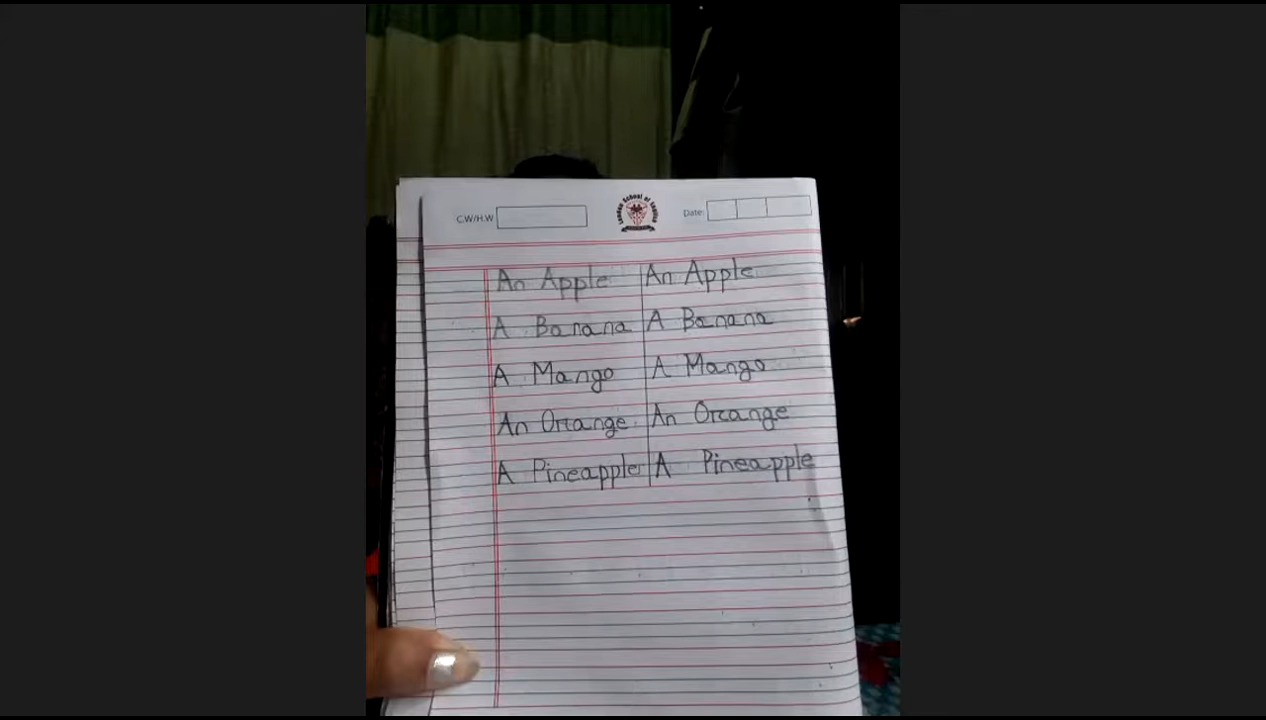 C.W/H.W Date:
An Apple An Apple
A Banana A Banana
A Mango A Mango
An Orange An Orange
A Pineapple A Pineapple